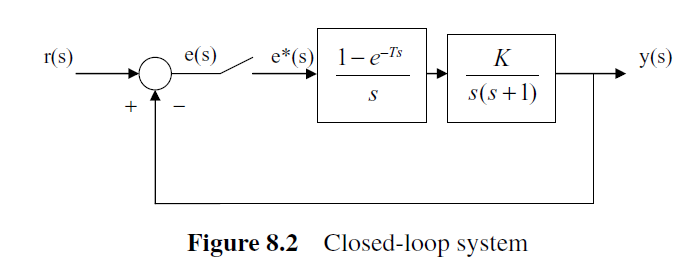 r(s) e(s) e*(s) 1 − e⁻ᵀˢ K y(s)
s s(s + 1)
+ −
Figure 8.2 Closed-loop system